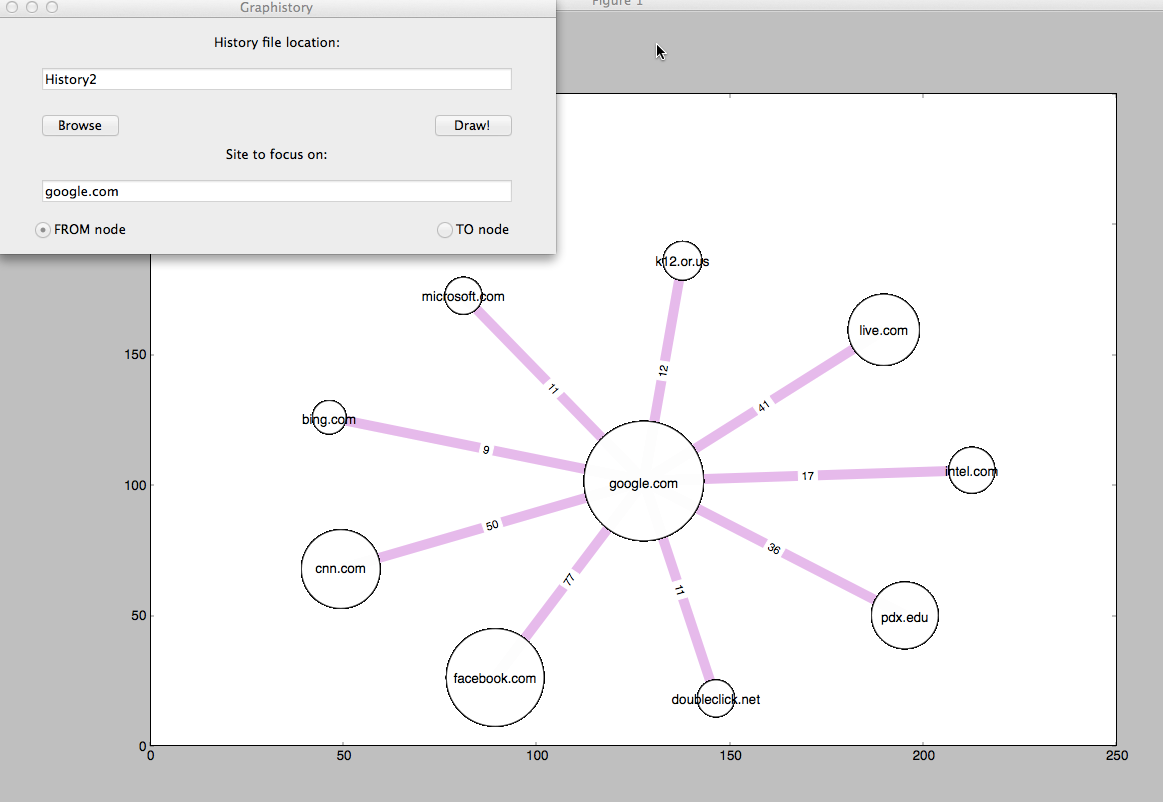 Graphistory
Figure 1
History file location:
History2
Browse
Draw!
Site to focus on:
google.com
FROM node
TO node
k12.or.us
microsoft.com
live.com
150
12
11
41
bing.com
9
intel.com
17
100
google.com
50
36
cnn.com
77
11
50
pdx.edu
facebook.com
doubleclick.net
0
0
50
100
150
200
250